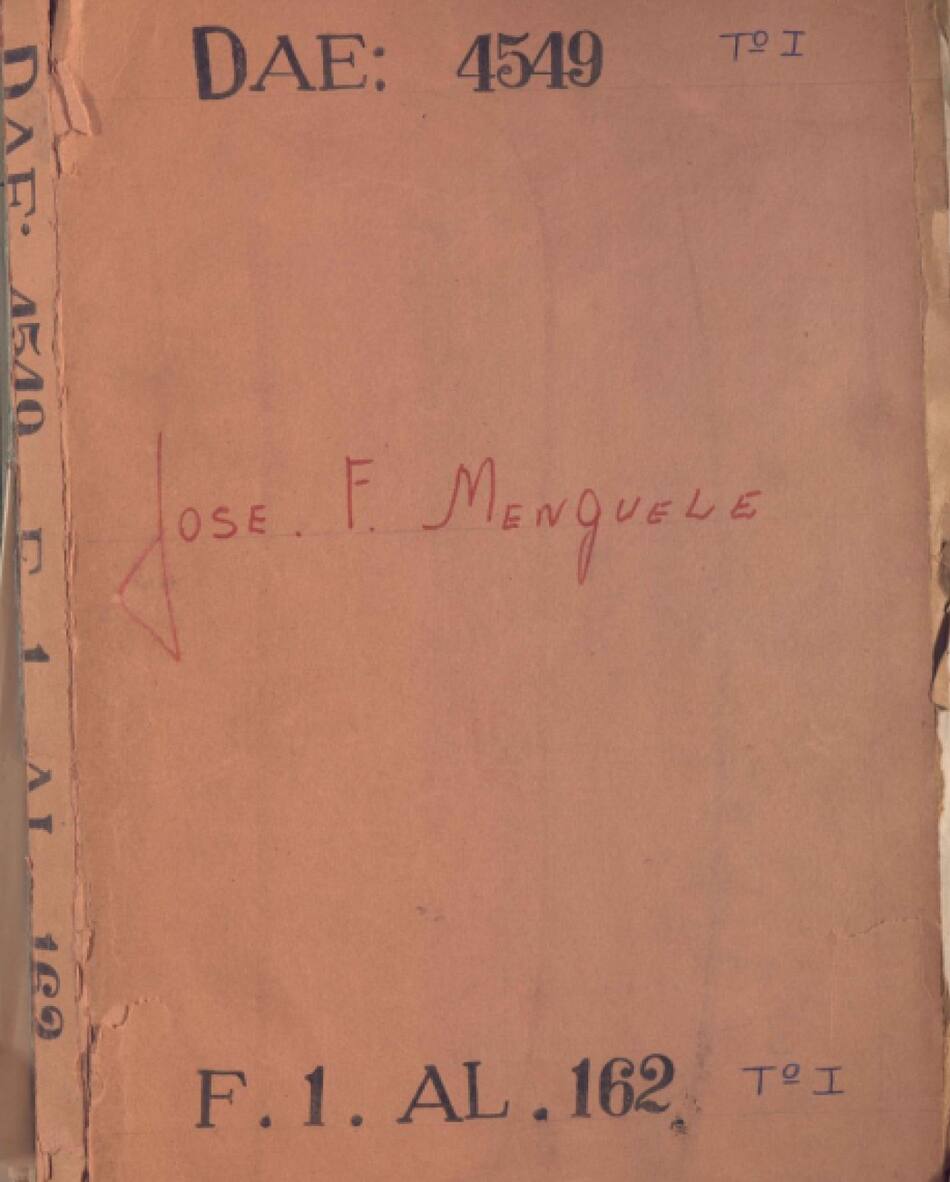 DAE: 4549 Tº I
JOSE. F. MENGUELE
F. 1. AL. 162. Tº I
DAE. 4549 F 1 AL 162